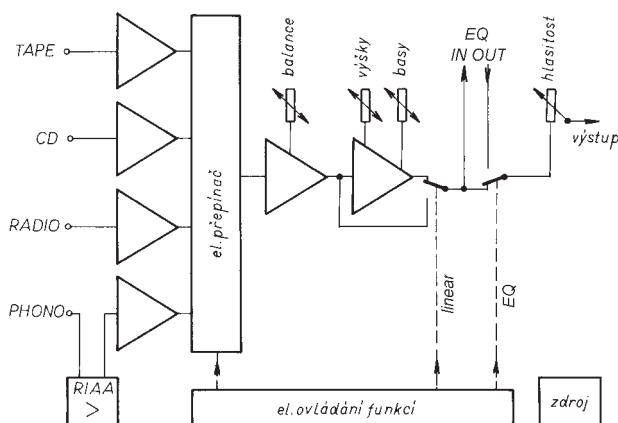 TAPE
CD
RADIO
PHONO
RIAA
>
el. přepínač
balance
výšky
basy
EQ
IN OUT
hlasitost
výstup
linear
EQ
el. ovládání funkcí
zdroj